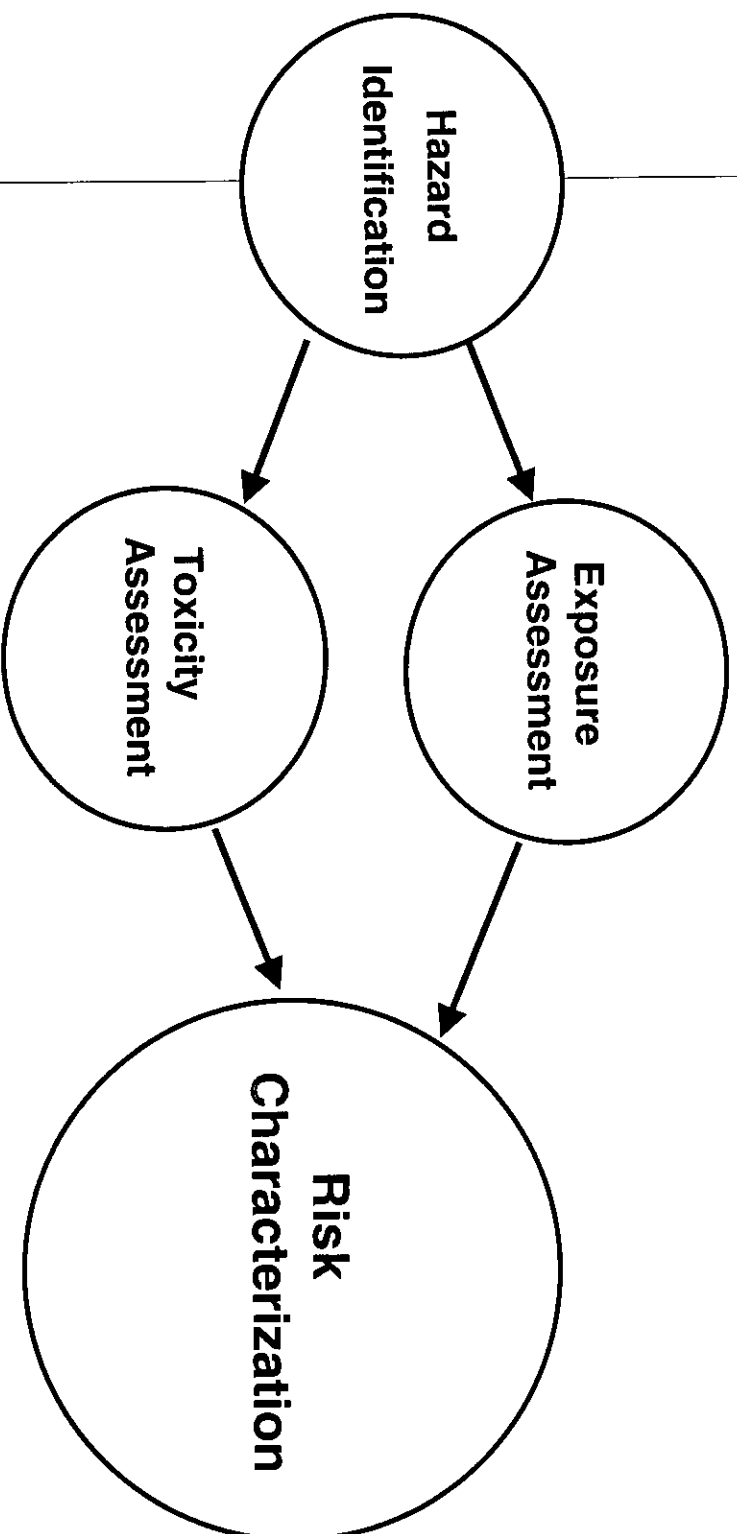 Hazard
Identification
Exposure
Assessment
Toxicity
Assessment
Risk
Characterization